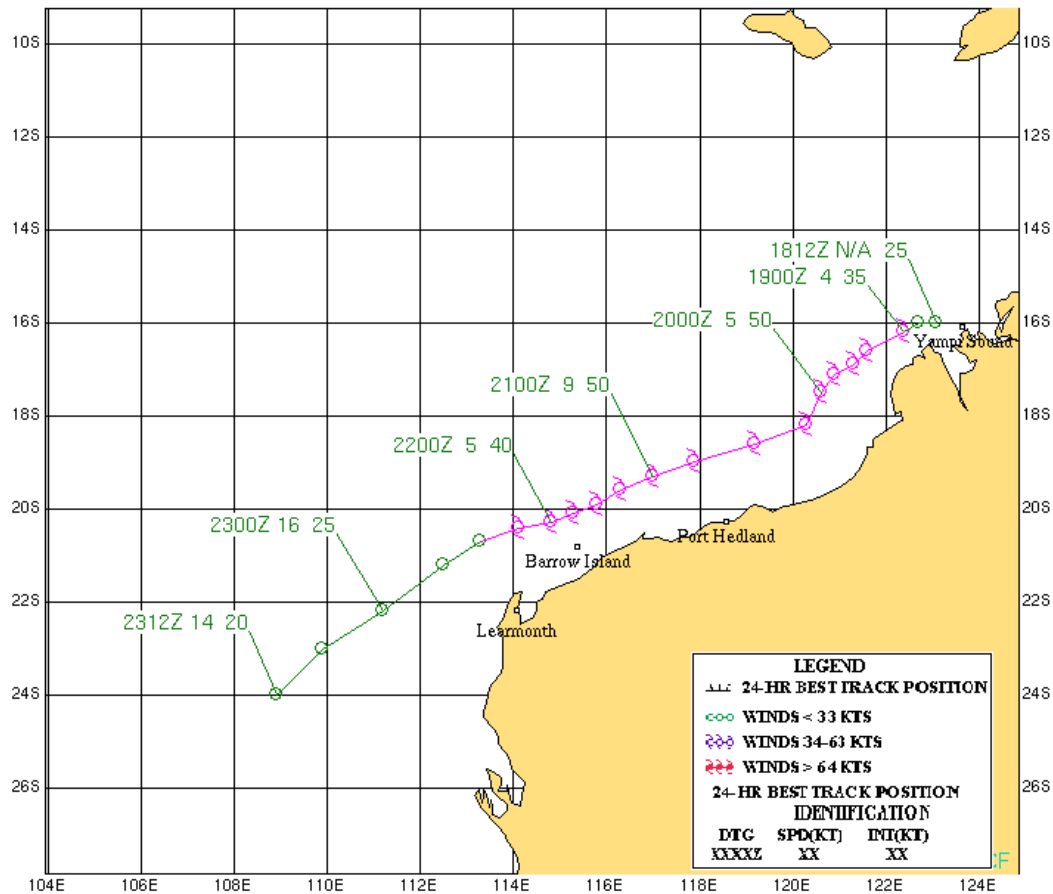 10S
10S
12S
12S
14S
14S
1812Z N/A 25
1900Z 4 35
16S
16S
2000Z 5 50
Yampi Sound
2100Z 9 50
18S
18S
2200Z 5 40
20S
20S
2300Z 16 25
Port Hedland
Barrow Island
22S
22S
2312Z 14 20
Learmonth
LEGEND
24-HR BEST TRACK POSITION
24S
24S
WINDS < 33 KTS
WINDS 34-63 KTS
WINDS > 64 KTS
26S
26S
24-HR BEST TRACK POSITION
IDENTIFICATION
DTG SPD(KT) INT(KT)
XXXXZ XX XX
CF
104E 106E 108E 110E 112E 114E 116E 118E 120E 122E 124E